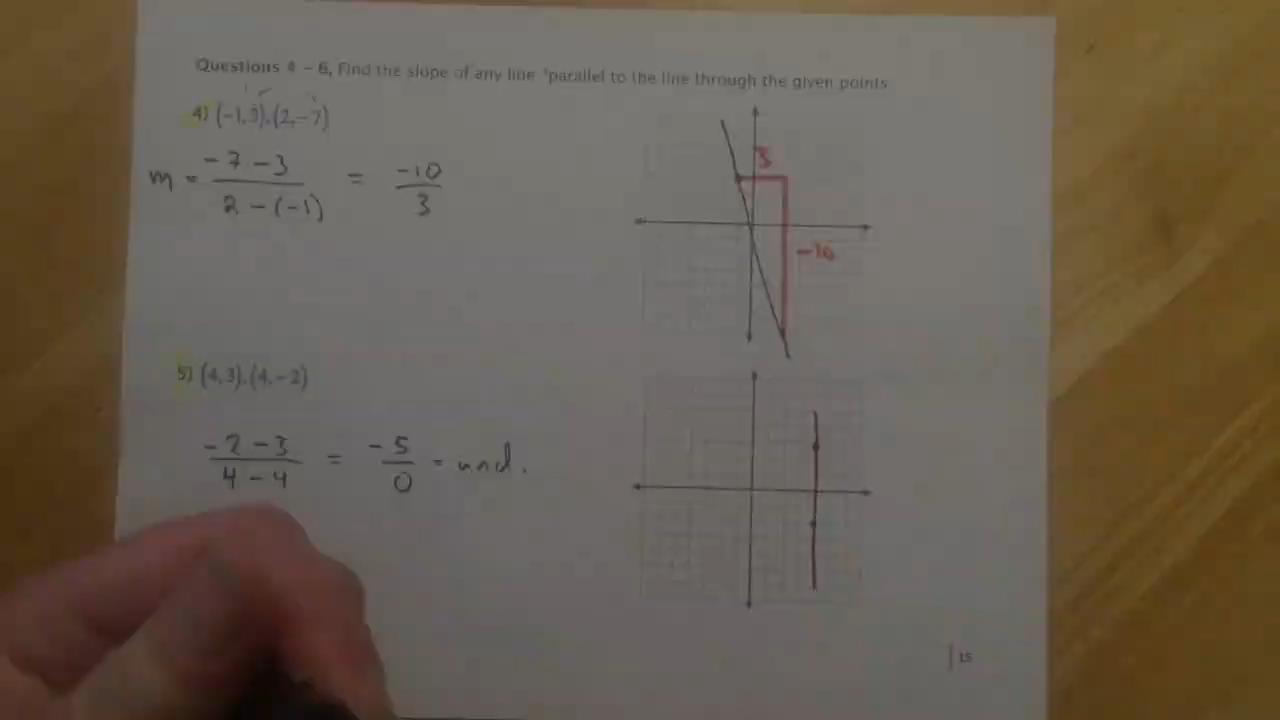 Questions 4 – 6, Find the slope of any line parallel to the line through the given points
4) (-1,3),(2,-7)
m = -7 -3 / 2 - (-1) = -10 / 3
3
-10
5) (4,3),(4,-2)
-2 -3 / 4 - 4 = -5 / 0 = und.
15